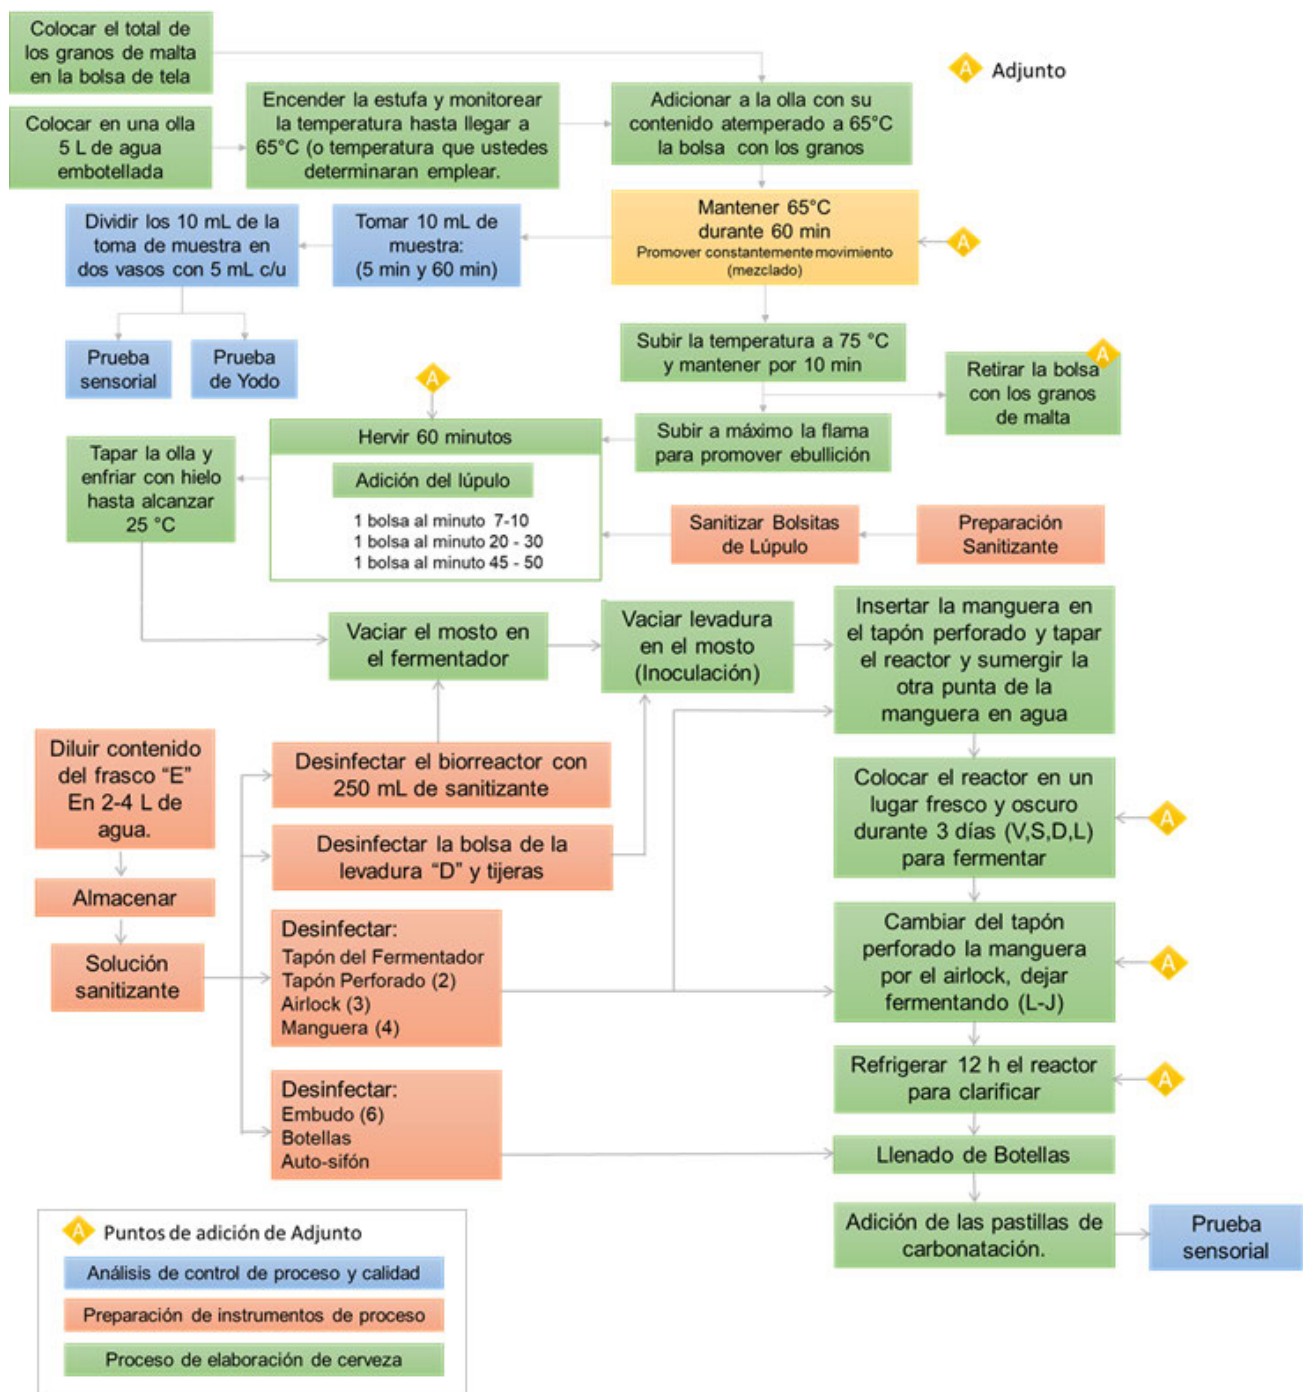 Colocar el total de
los granos de malta
en la bolsa de tela
A Adjunto
Colocar en una olla
5 L de agua
embotellada
Encender la estufa y monitorear
la temperatura hasta llegar a
65°C (o temperatura que ustedes
determinaran emplear.
Adicionar a la olla con su
contenido atemperado a 65°C
la bolsa con los granos
Dividir los 10 mL de la
toma de muestra en
dos vasos con 5 mL c/u
Tomar 10 mL de
muestra:
(5 min y 60 min)
Mantener 65°C
durante 60 min
Promover constantemente movimiento
(mezclado)
A
Prueba
sensorial
Prueba
de Yodo
Subir la temperatura a 75 °C
y mantener por 10 min
A
Retirar la bolsa
con los granos
de malta
A
Subir a máximo la flama
para promover ebullición
Hervir 60 minutos
Adición del lúpulo
1 bolsa al minuto 7-10
1 bolsa al minuto 20 - 30
1 bolsa al minuto 45 - 50
Tapar la olla y
enfriar con hielo
hasta alcanzar
25 °C
Sanitizar Bolsitas
de Lúpulo
Preparación
Sanitizante
Vaciar el mosto en
el fermentador
Vaciar levadura
en el mosto
(Inoculación)
Insertar la manguera en
el tapón perforado y tapar
el reactor y sumergir la
otra punta de la
manguera en agua
Diluir contenido
del frasco “E”
En 2-4 L de
agua.
Desinfectar el biorreactor con
250 mL de sanitizante
Colocar el reactor en un
lugar fresco y oscuro
durante 3 días (V,S,D,L)
para fermentar
A
Desinfectar la bolsa de la
levadura “D” y tijeras
Almacenar
Solución
sanitizante
Desinfectar:
Tapón del Fermentador
Tapón Perforado (2)
Airlock (3)
Manguera (4)
Cambiar del tapón
perforado la manguera
por el airlock, dejar
fermentando (L-J)
A
Refrigerar 12 h el reactor
para clarificar
A
Desinfectar:
Embudo (6)
Botellas
Auto-sifón
Llenado de Botellas
Adición de las pastillas de
carbonatación.
Prueba
sensorial
A Puntos de adición de Adjunto
Análisis de control de proceso y calidad
Preparación de instrumentos de proceso
Proceso de elaboración de cerveza